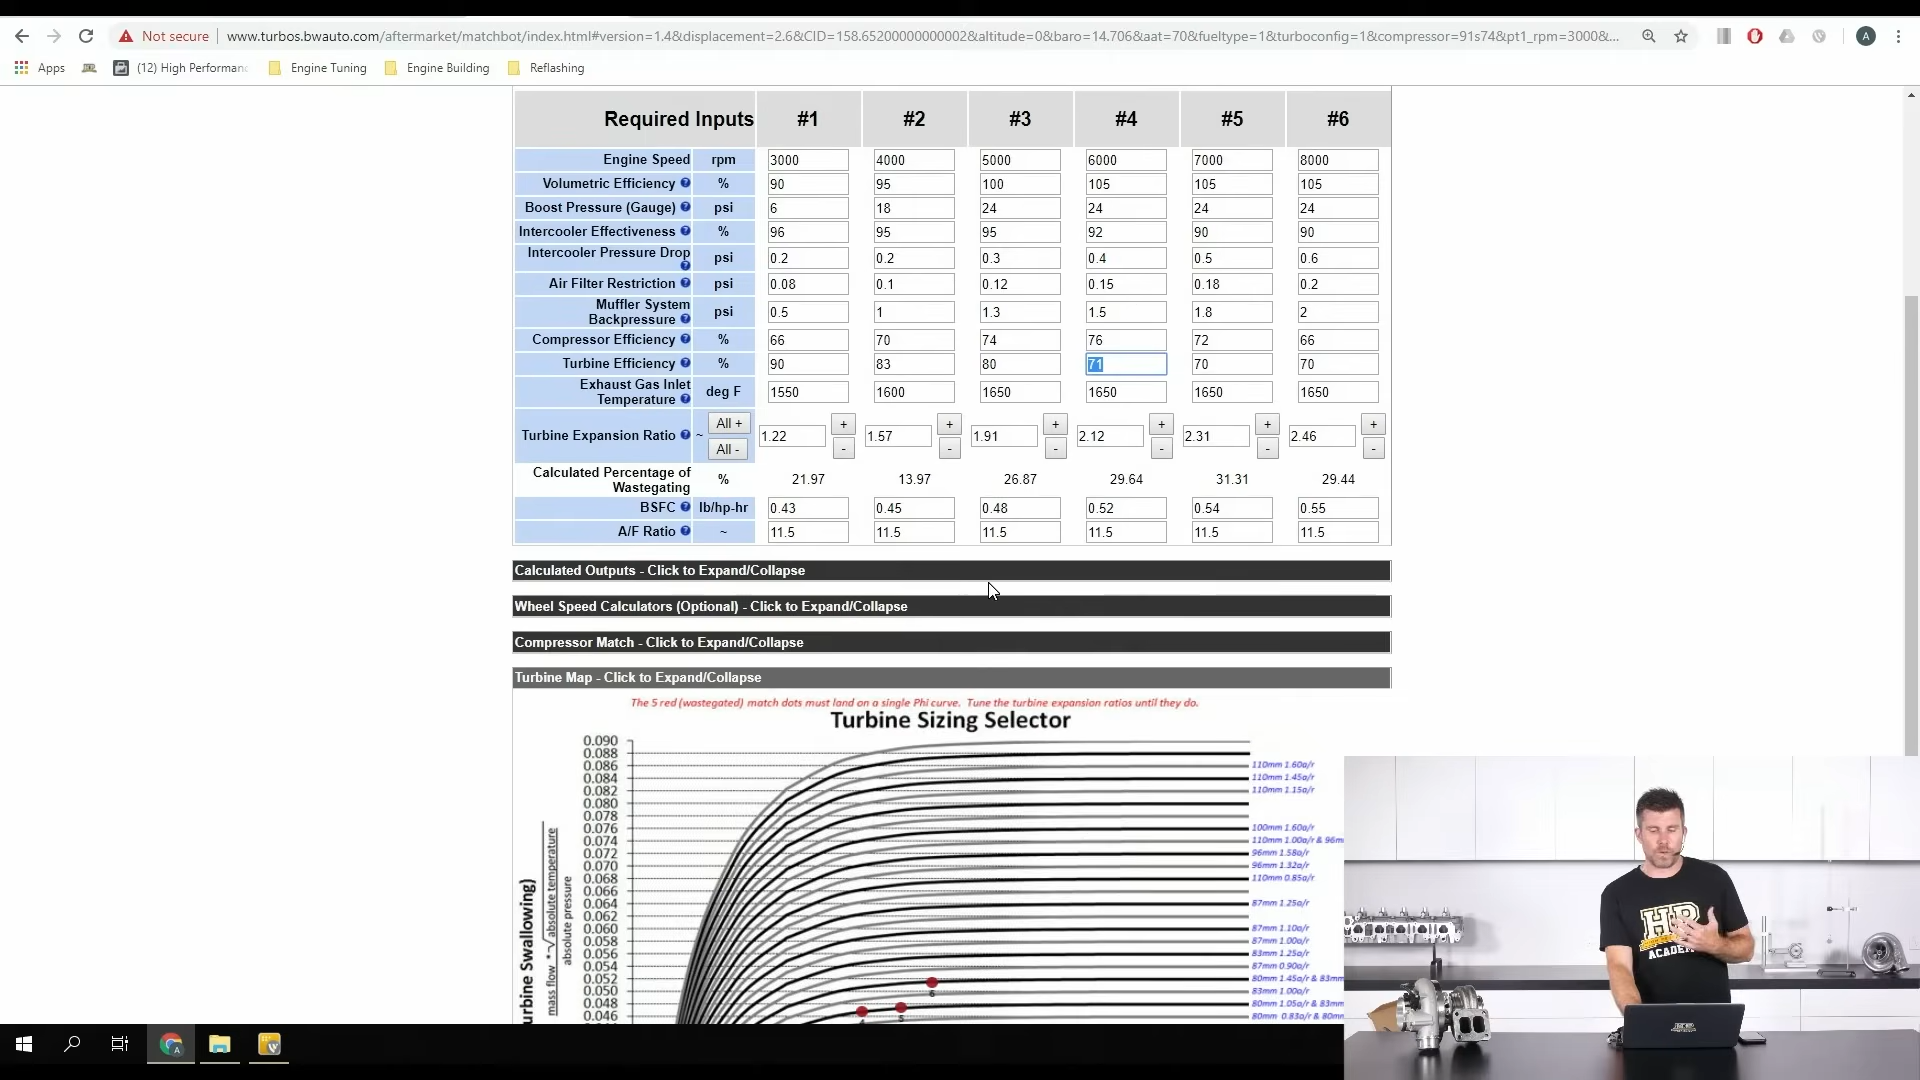 Not secure www.turbos.bwauto.com/aftermarket/matchbot/index.html#version=1.4&displacement=2.6&CID=158.65200000000002&altitude=0&baro=14.706&aat=70&fueltype=1&turboconfig=1&compressor=91s74&pt1_rpm=3000&... A
Apps (12) High Performan Engine Tuning Engine Building Reflashing
Required Inputs #1 #2 #3 #4 #5 #6
Engine Speed rpm 3000 4000 5000 6000 7000 8000
Volumetric Efficiency % 90 95 100 105 105 105
Boost Pressure (Gauge) psi 6 18 24 24 24 24
Intercooler Effectiveness % 96 95 95 92 90 90
Intercooler Pressure Drop psi 0.2 0.2 0.3 0.4 0.5 0.6
Air Filter Restriction psi 0.08 0.1 0.12 0.15 0.18 0.2
Muffler System
Backpressure psi 0.5 1 1.3 1.5 1.8 2
Compressor Efficiency % 66 70 74 76 72 66
Turbine Efficiency % 90 83 80 71 70 70
Exhaust Gas Inlet
Temperature deg F 1550 1600 1650 1650 1650 1650
All + + + + + + +
Turbine Expansion Ratio ~ 1.22 1.57 1.91 2.12 2.31 2.46
All - - - - - - -
Calculated Percentage of
Wastegating % 21.97 13.97 26.87 29.64 31.31 29.44
BSFC lb/hp-hr 0.43 0.45 0.48 0.52 0.54 0.55
A/F Ratio ~ 11.5 11.5 11.5 11.5 11.5 11.5
Calculated Outputs - Click to Expand/Collapse
Wheel Speed Calculators (Optional) - Click to Expand/Collapse
Compressor Match - Click to Expand/Collapse
Turbine Map - Click to Expand/Collapse
The 5 red (wastegated) match dots must land on a single Phi curve. Tune the turbine expansion ratios until they do.
Turbine Sizing Selector
0.090
0.088
0.086 110mm 1.60a/r
0.084 110mm 1.45a/r
0.082 110mm 1.15a/r
0.080
0.078
0.076 100mm 1.60a/r
0.074 110mm 1.00a/r & 96m
0.072 96mm 1.58a/r
0.070 96mm 1.32a/r
0.068 110mm 0.85a/r
0.066
0.064 87mm 1.25a/r
0.062
0.060 87mm 1.10a/r
0.058 87mm 1.00a/r
0.056 83mm 1.25a/r
0.054 87mm 0.90a/r
0.052 80mm 1.45a/r & 83mm
0.050 83mm 1.00a/r
0.048 80mm 1.05a/r & 83mm
0.046 80mm 0.83a/r & 80mm
6
5
urbine Swallowing)
mass flow * √ absolute temperature
absolute pressure
HP
ACADEM